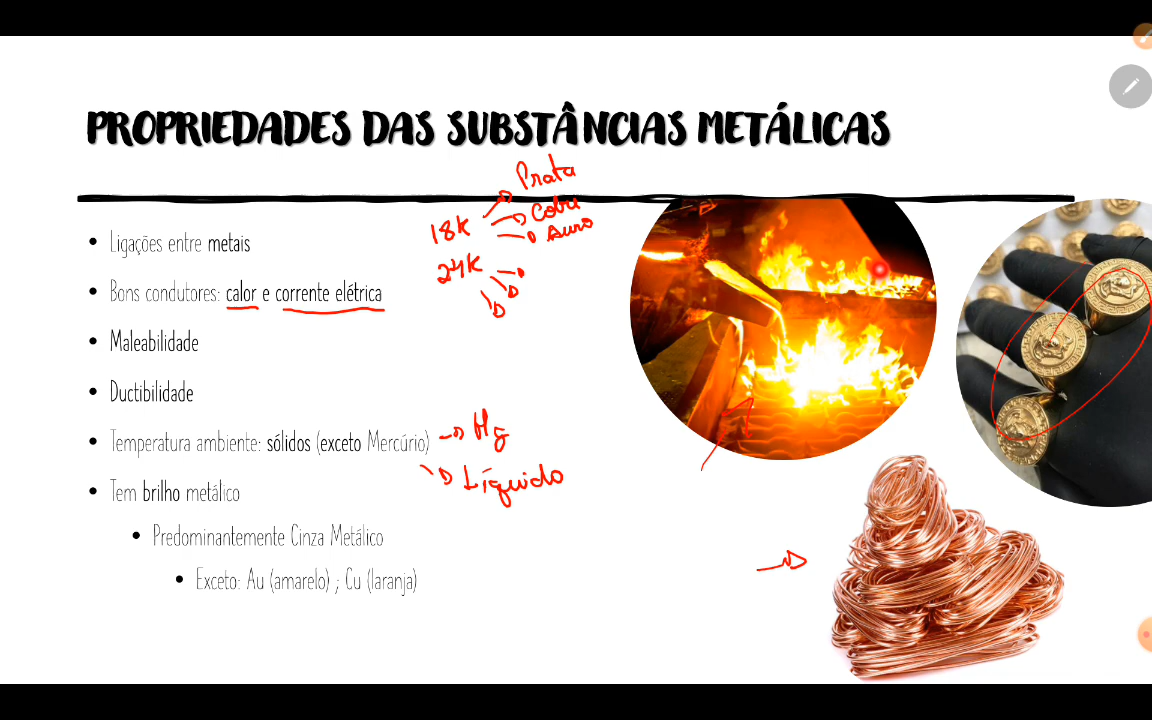 PROPRIEDADES DAS SUBSTÂNCIAS METÁLICAS
Prata
18K
Cobre
Auro
24K
• Ligações entre metais
• Bons condutores: calor e corrente elétrica
• Maleabilidade
• Ductibilidade
• Temperatura ambiente: sólidos (exceto Mercúrio)
Hg
Líquido
• Tem brilho metálico
• Predominantemente Cinza Metálico
• Exceto: Au (amarelo) ; Cu (laranja)